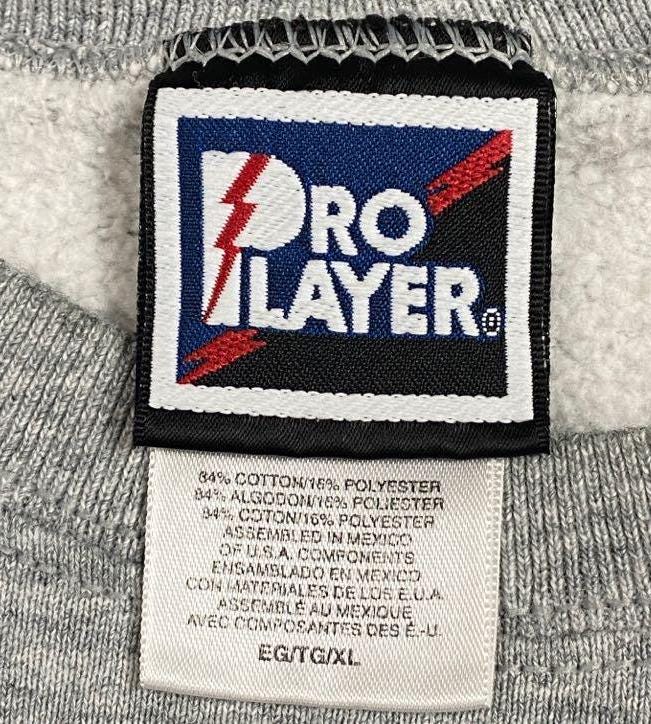 PRO
PLAYER®
84% COTTON/16% POLYESTER
84% ALGODON/16% POLIESTER
84% COTON/16% POLYESTER
ASSEMBLED IN MEXICO
OF U.S.A. COMPONENTS
ENSAMBLADO EN MEXICO
CON MATERIALES DE LOS E.U.A.
ASSEMBLÉ AU MEXIQUE
AVEC COMPOSANTES DES É.-U.
EG/TG/XL